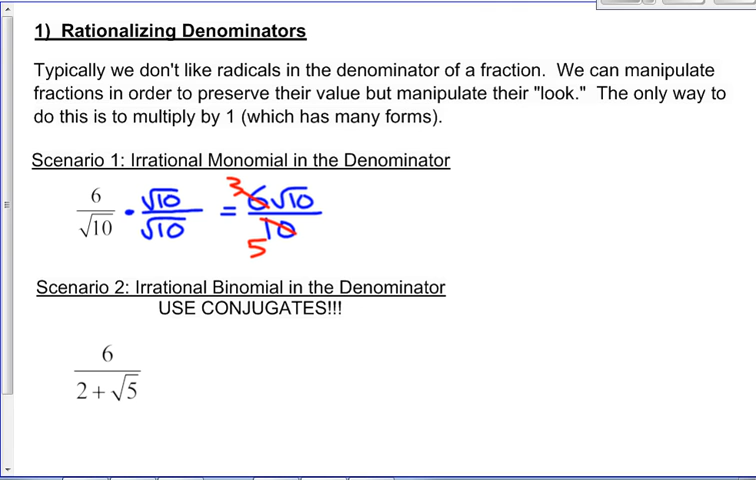 1) Rationalizing Denominators
Typically we don't like radicals in the denominator of a fraction. We can manipulate
fractions in order to preserve their value but manipulate their "look." The only way to
do this is to multiply by 1 (which has many forms).
Scenario 1: Irrational Monomial in the Denominator
6/√10 • √10/√10 = 6√10/10
3
5
Scenario 2: Irrational Binomial in the Denominator
USE CONJUGATES!!!
6
2 + √5